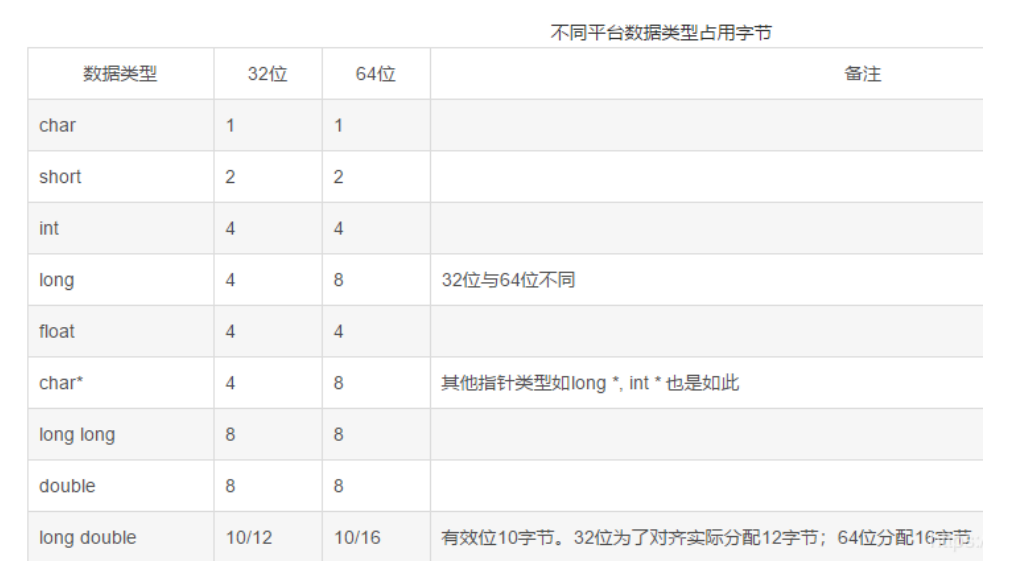 不同平台数据类型占用字节
数据类型 32位 64位 备注
char 1 1
short 2 2
int 4 4
long 4 8 32位与64位不同
float 4 4
char* 4 8 其他指针类型如long *, int * 也是如此
long long 8 8
double 8 8
long double 10/12 10/16 有效位10字节。32位为了对齐实际分配12字节；64位分配16字节